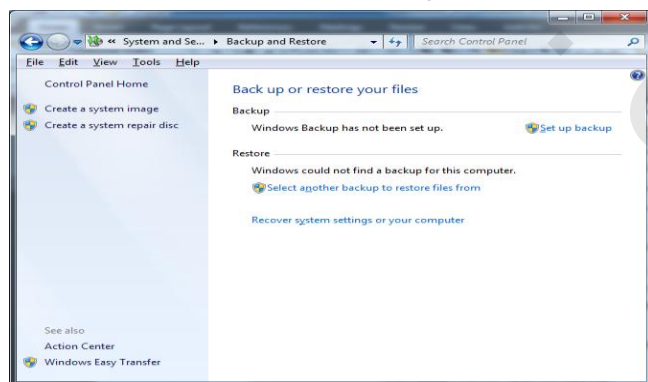 « System and Se... ▸ Backup and Restore
Search Control Panel
File Edit View Tools Help
Control Panel Home
Create a system image
Create a system repair disc
Back up or restore your files
Backup
Windows Backup has not been set up.
Set up backup
Restore
Windows could not find a backup for this computer.
Select another backup to restore files from
Recover system settings or your computer
See also
Action Center
Windows Easy Transfer